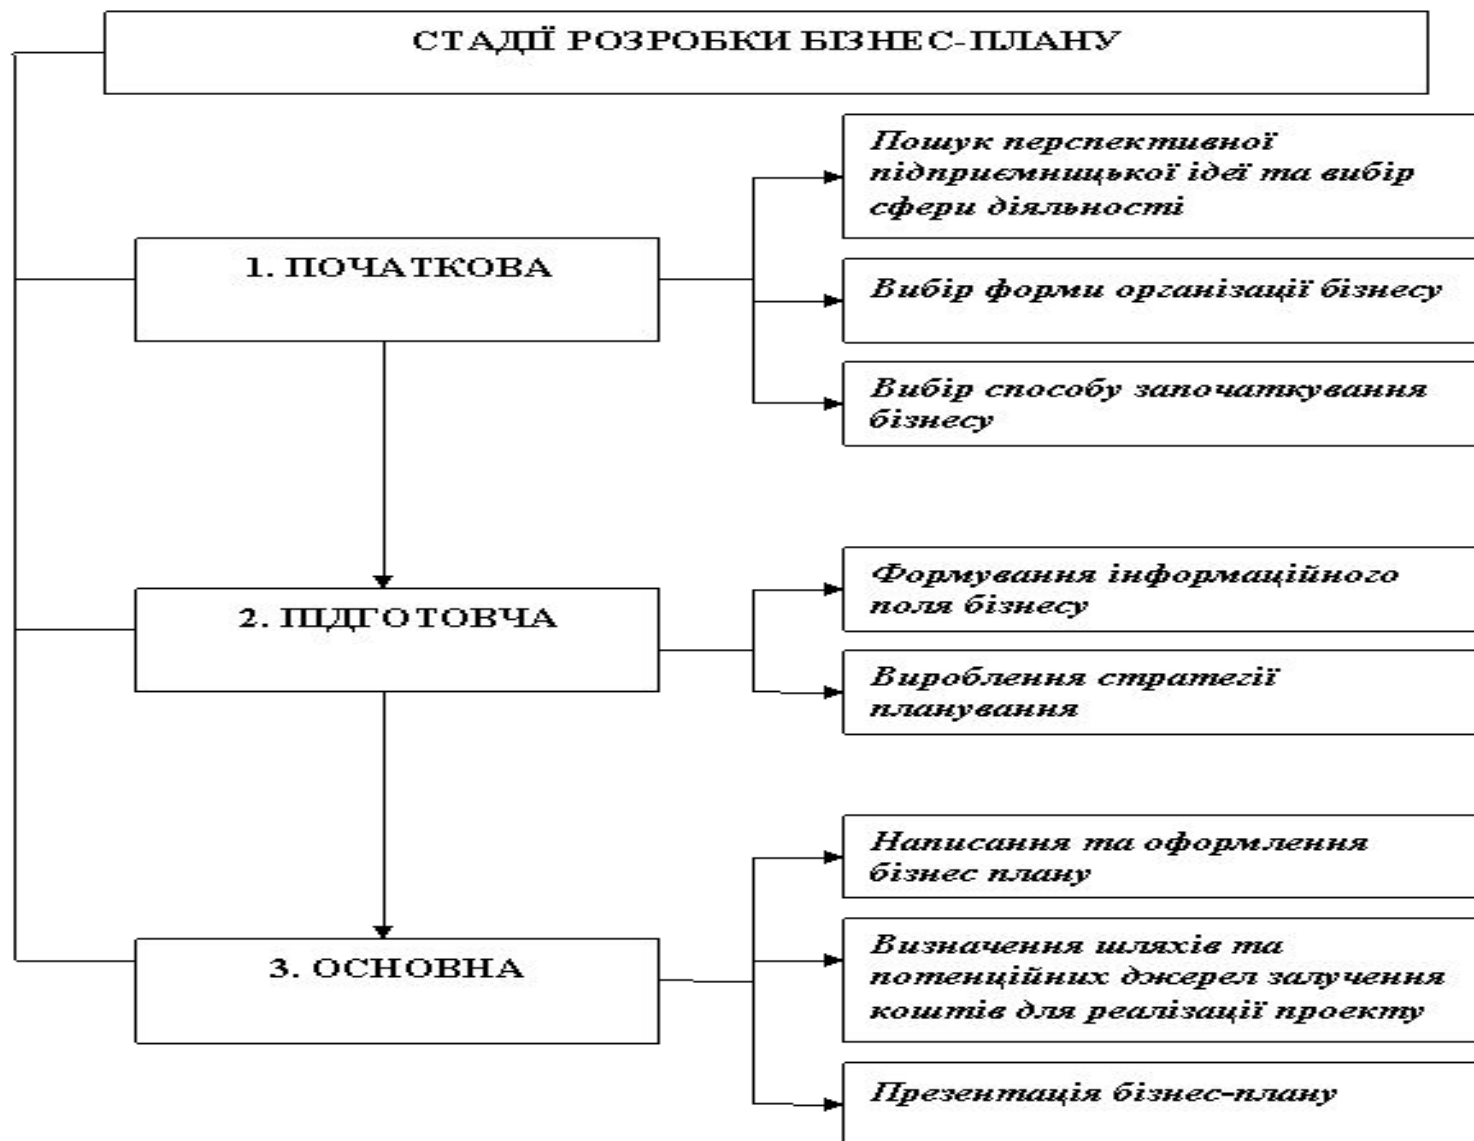 СТАДІЇ РОЗРОБКИ БІЗНЕС-ПЛАНУ
1. ПОЧАТКОВА
Пошук перспективної
підприємницької ідеї та вибір
сфери діяльності
Вибір форми організації бізнесу
Вибір способу започаткування
бізнесу
2. ПІДГОТОВЧА
Формування інформаційного
поля бізнесу
Вироблення стратегії
планування
3. ОСНОВНА
Написання та оформлення
бізнес плану
Визначення шляхів та
потенційних джерел залучення
коштів для реалізації проекту
Презентація бізнес-плану